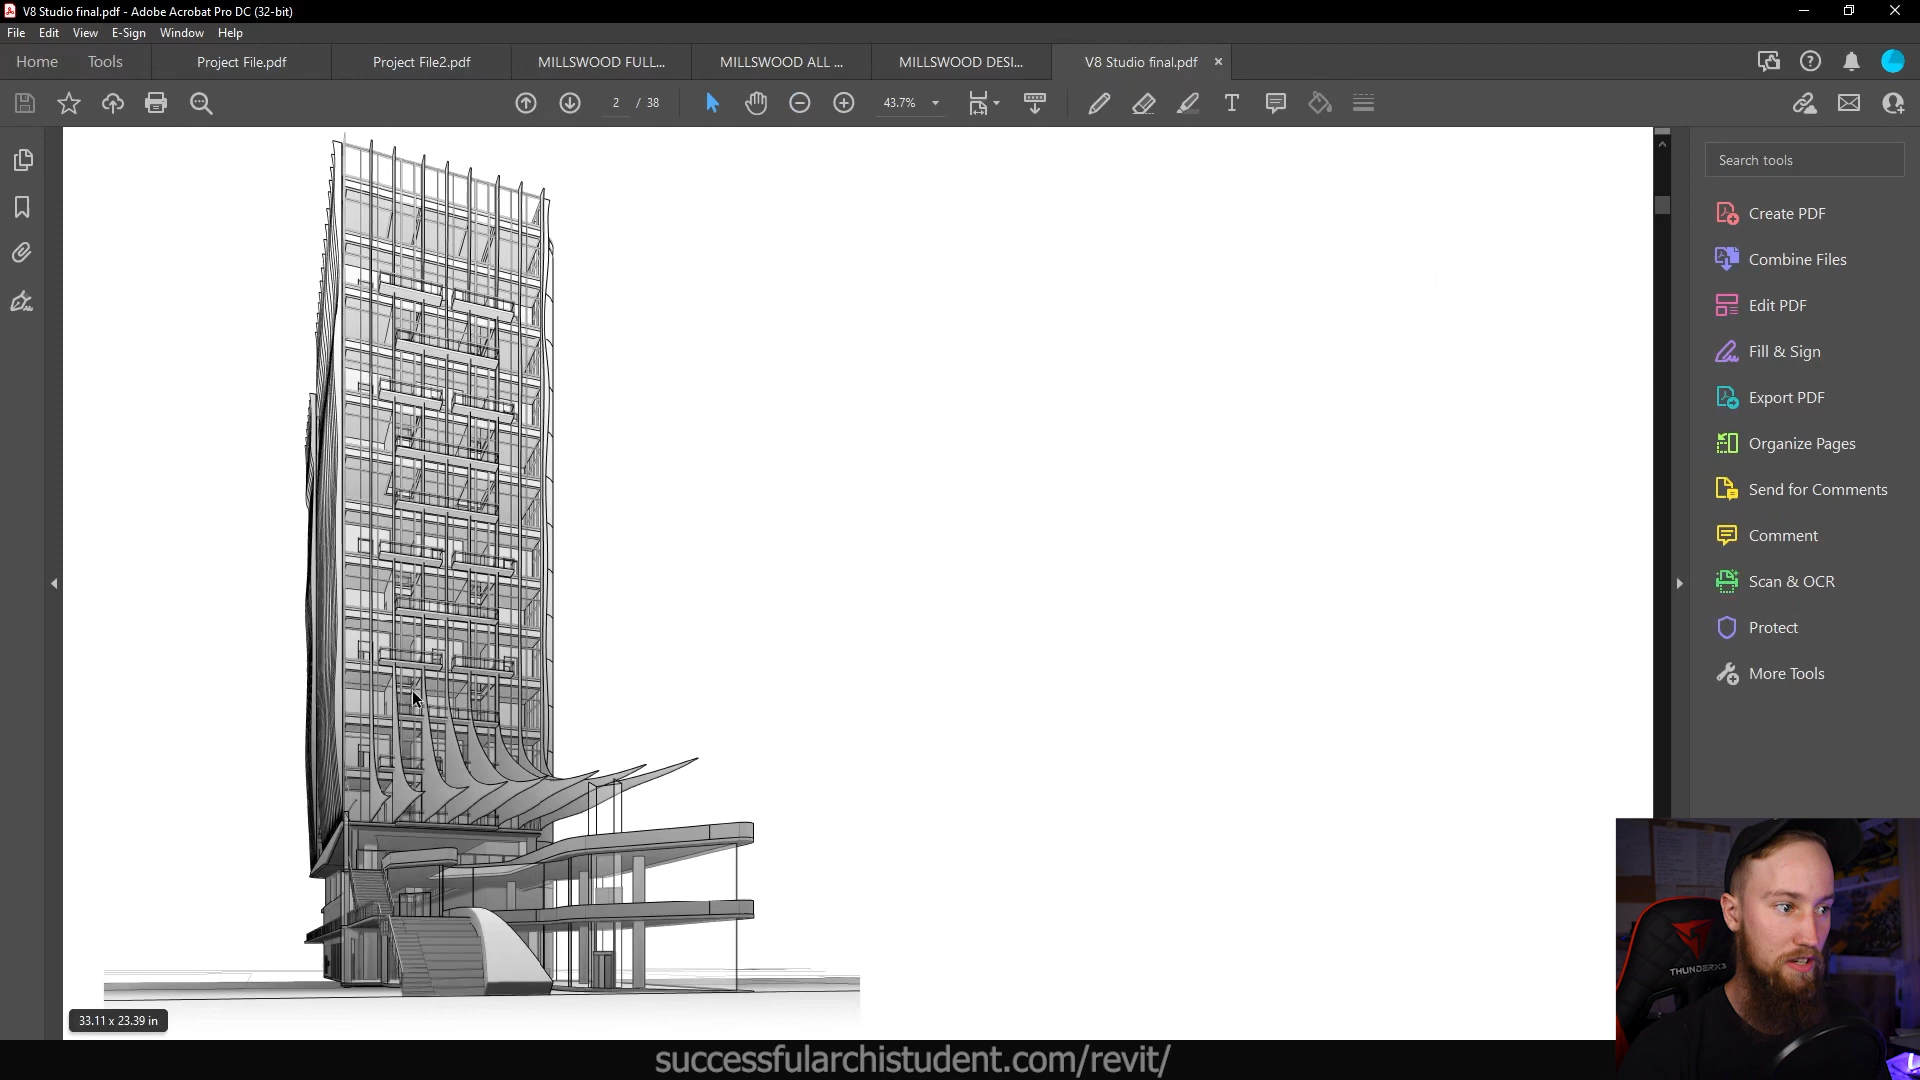 V8 Studio final.pdf - Adobe Acrobat Pro DC (32-bit)
File Edit View E-Sign Window Help
Home Tools Project File.pdf Project File2.pdf MILLSWOOD FULL... MILLSWOOD ALL ... MILLSWOOD DESI... V8 Studio final.pdf
2 / 38 43.7%
Search tools
Create PDF
Combine Files
Edit PDF
Fill & Sign
Export PDF
Organize Pages
Send for Comments
Comment
Scan & OCR
Protect
More Tools
THUNDERX3
33.11 x 23.39 in
successfularchistudent.com/revit/